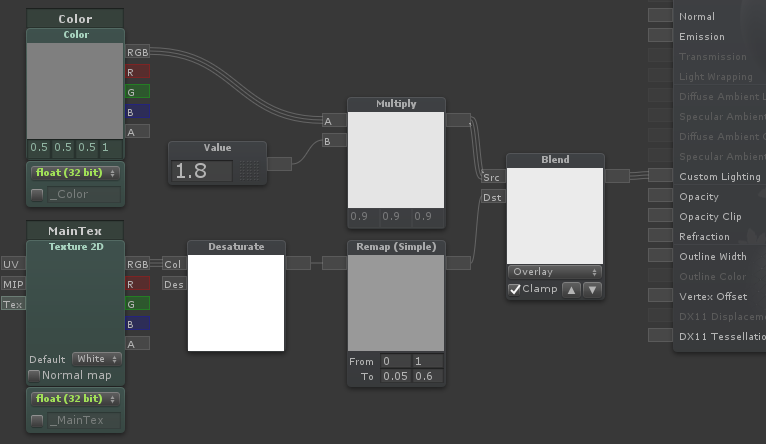 Color
Color
RGB
R
G
B
A
0.5 0.5 0.5 1
float (32 bit)
_Color
Value
1.8
Multiply
A
B
0.9 0.9 0.9
MainTex
Texture 2D
UV
MIP
Tex
RGB
R
G
B
A
Default White
Normal map
float (32 bit)
_MainTex
Desaturate
Col
Des
Remap (Simple)
From 0 1
To 0.05 0.6
Blend
Src
Dst
Overlay
Clamp
Normal
Emission
Transmission
Light Wrapping
Diffuse Ambient L
Specular Ambient
Diffuse Ambient O
Specular Ambient
Custom Lighting
Opacity
Opacity Clip
Refraction
Outline Width
Outline Color
Vertex Offset
DX11 Displaceme
DX11 Tessellatio